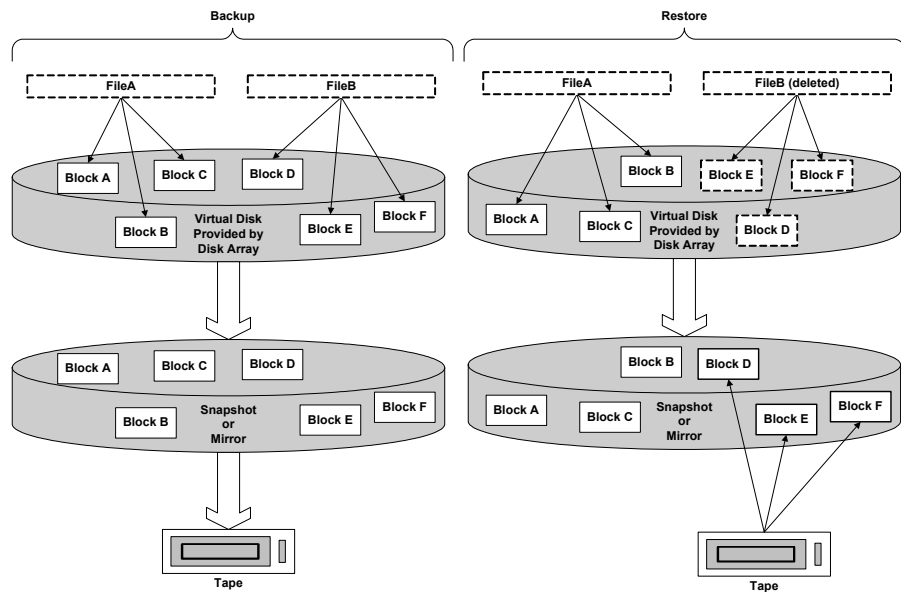 Backup
FileA
FileB
Block A
Block C
Block D
Block B
Virtual Disk
Provided by
Disk Array
Block E
Block F
Block A
Block C
Block D
Block B
Snapshot
or
Mirror
Block E
Block F
Tape
Restore
FileA
FileB (deleted)
Block B
Block E
Block F
Block A
Block C
Virtual Disk
Provided by
Disk Array
Block D
Block B
Block D
Block A
Block C
Snapshot
or
Mirror
Block E
Block F
Tape